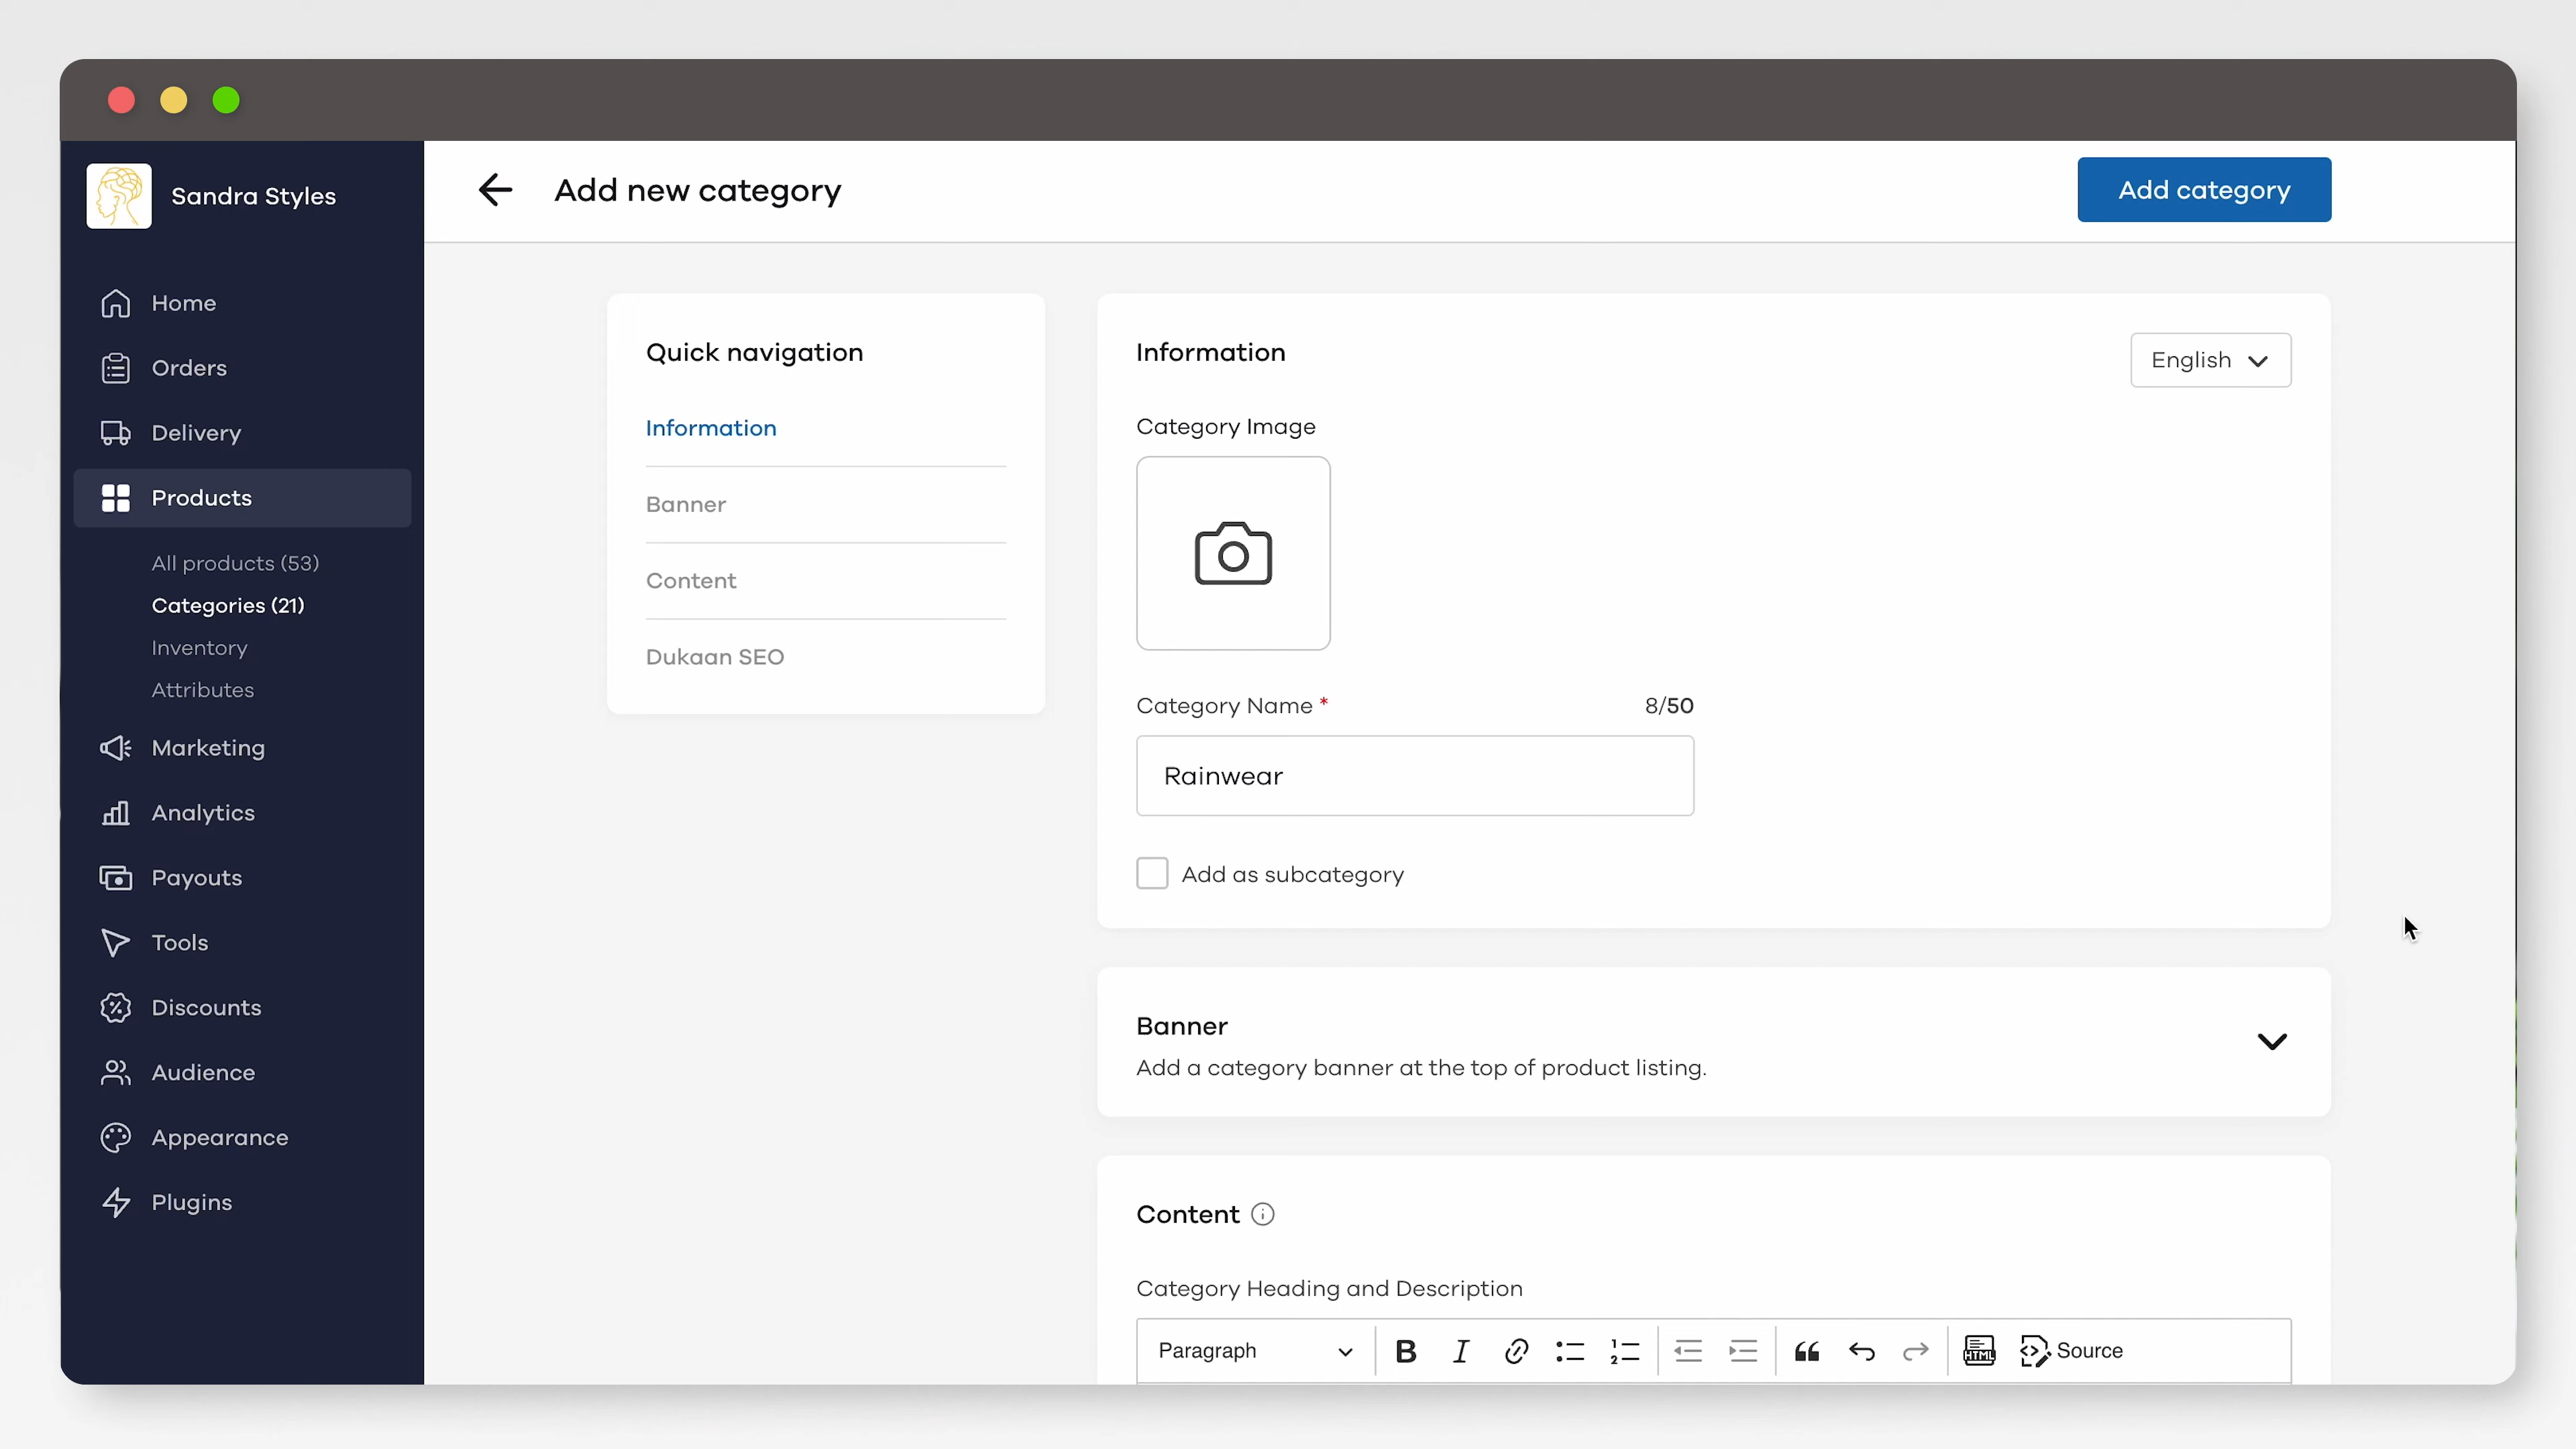 Sandra Styles
Add new category
Add category
Home
Orders
Delivery
Products
All products (53)
Categories (21)
Inventory
Attributes
Marketing
Analytics
Payouts
Tools
Discounts
Audience
Appearance
Plugins
Quick navigation
Information
Banner
Content
Dukaan SEO
Information
English
Category Image
Category Name * 8/50
Rainwear
Add as subcategory
Banner
Add a category banner at the top of product listing.
Content
Category Heading and Description
Paragraph HTML Source